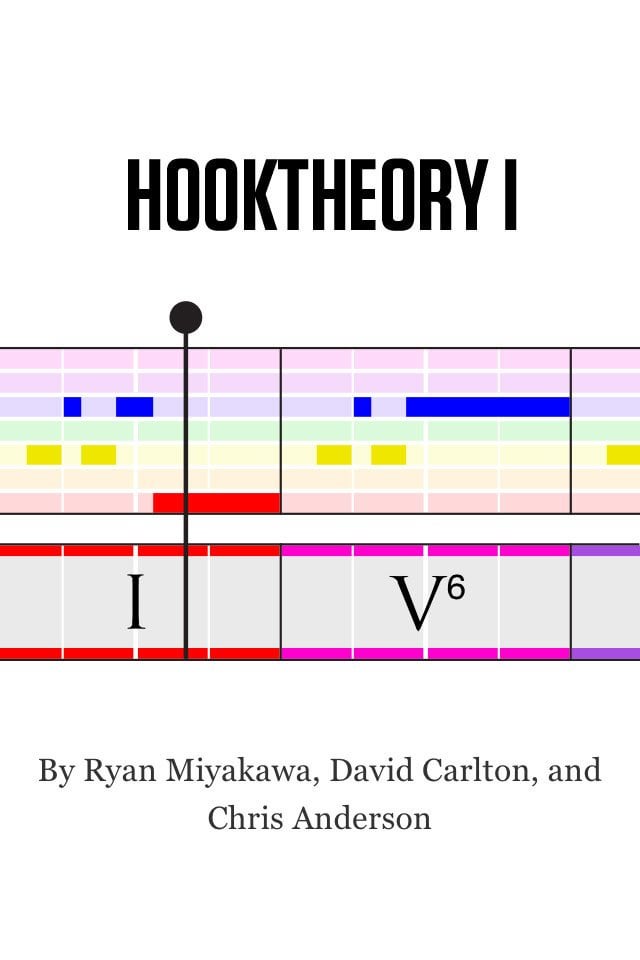 HOOKTHEORY I
I V⁶
By Ryan Miyakawa, David Carlton, and
Chris Anderson